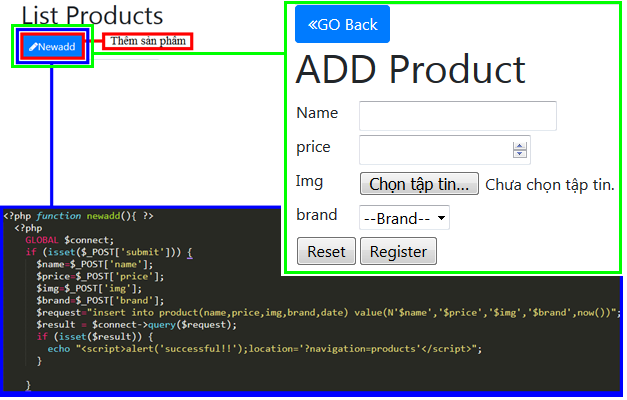 List Products
Newadd
Thêm sản phẩm
GO Back
ADD Product
Name
price
Img
Chọn tập tin... Chưa chọn tập tin.
brand
--Brand--
Reset Register
<?php function newadd(){ ?>
<?php
GLOBAL $connect;
if (isset($_POST['submit'])) {
$name=$_POST['name'];
$price=$_POST['price'];
$img=$_POST['img'];
$brand=$_POST['brand'];
$request="insert into product(name,price,img,brand,date) value(N'$name','$price','$img','$brand',now())";
$result = $connect->query($request);
if (isset($result)) {
echo "<script>alert('successful!!');location='?navigation=products'</script>";
}
}